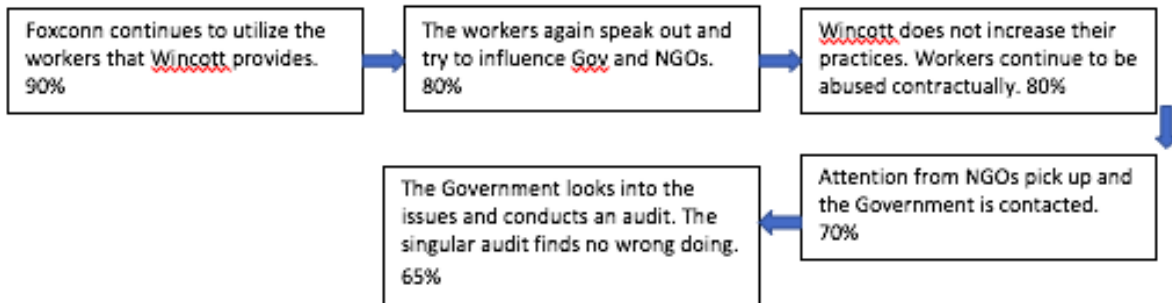 Foxconn continues to utilize the
workers that Wincott provides.
90%
The workers again speak out and
try to influence Gov and NGOs.
80%
Wincott does not increase their
practices. Workers continue to be
abused contractually. 80%
Attention from NGOs pick up and
the Government is contacted.
70%
The Government looks into the
issues and conducts an audit. The
singular audit finds no wrong doing.
65%